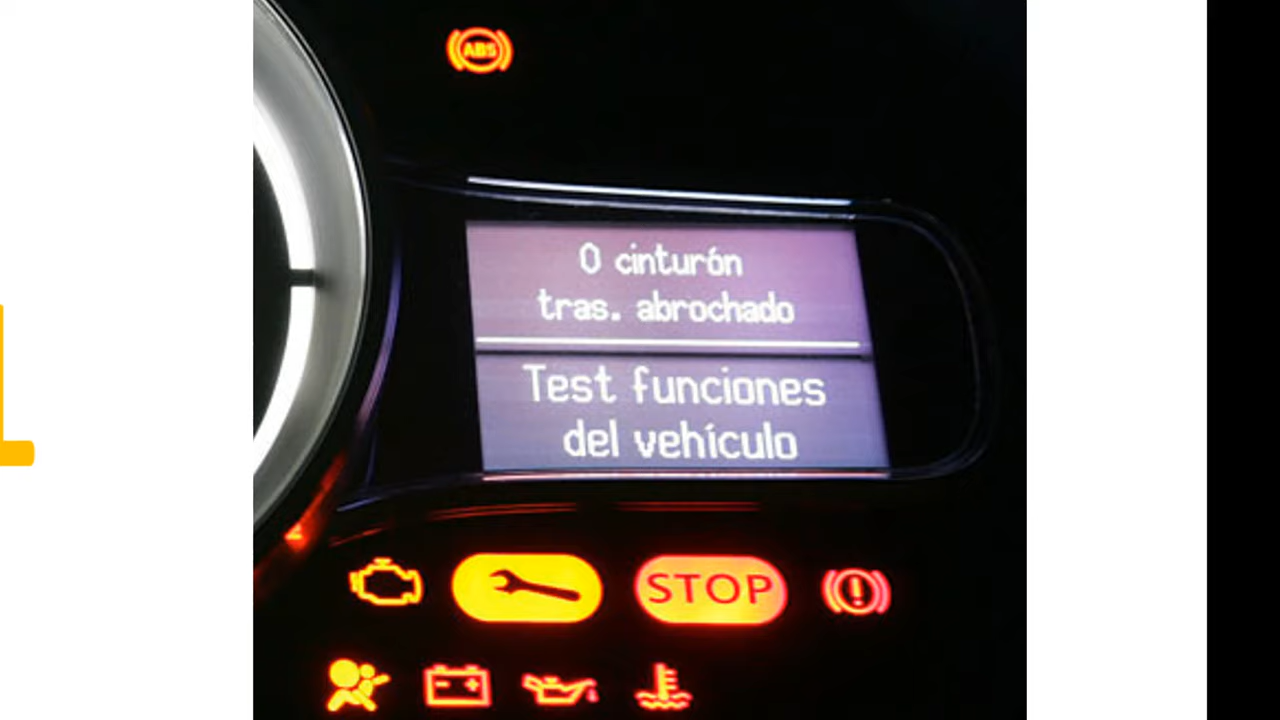 ABS
0 cinturón
tras. abrochado
Test funciones
del vehículo
STOP